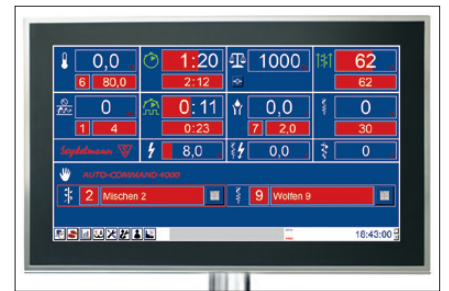 0,0 1:20 1000 62
6 80,0 2:12 62
0 0:11 0,0 0
1 4 0:23 7 2,0 30
Seydelmann 8,0 0,0 0
AUTO-COMMAND 4000
2 Mischen 2 9 Wolfen 9
18:43:00